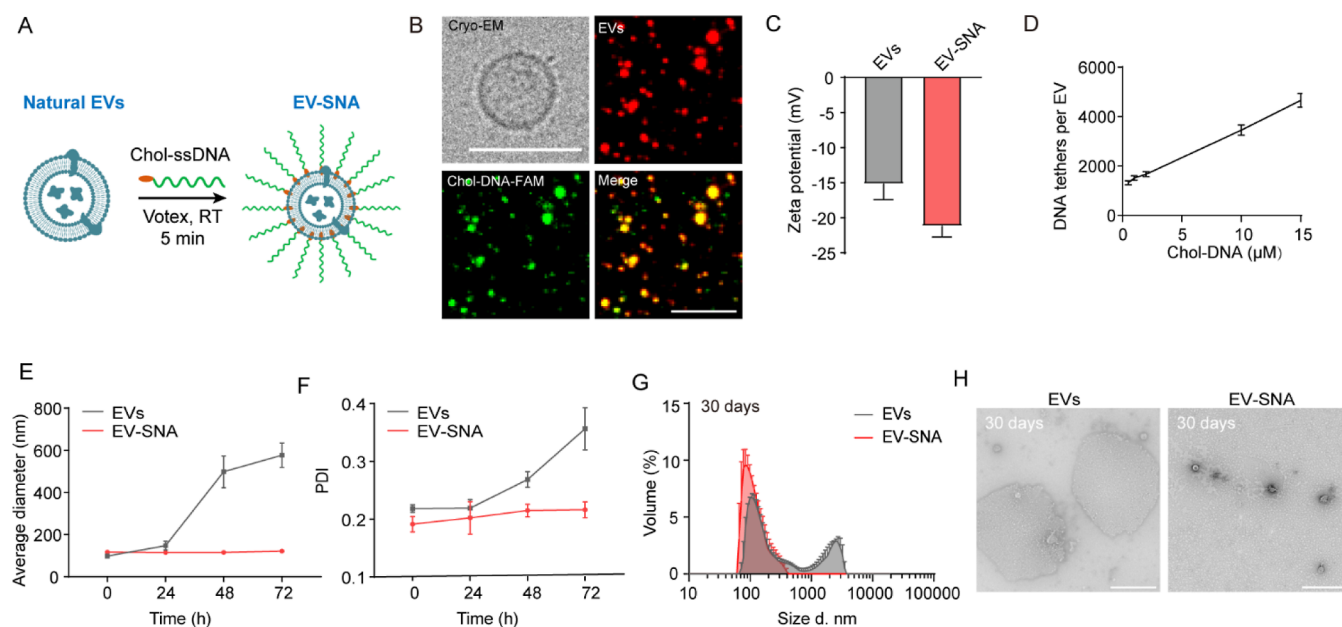 A
Natural EVs
EV-SNA
Chol-ssDNA
Votex, RT
5 min
B
Cryo-EM
EVs
Chol-DNA-FAM
Merge
C
EVs
EV-SNA
0
-5
-10
-15
-20
-25
Zeta potential (mV)
D
6000
4000
2000
0
DNA tethers per EV
5
10
15
Chol-DNA (μM)
E
EVs
EV-SNA
800
600
400
200
0
Average diameter (nm)
0
24
48
72
Time (h)
F
EVs
EV-SNA
0.4
0.3
0.2
0.1
PDI
0
24
48
72
Time (h)
G
30 days
EVs
EV-SNA
15
10
5
0
Volume (%)
10
100
1000
10000
100000
Size d. nm
H
EVs
30 days
EV-SNA
30 days